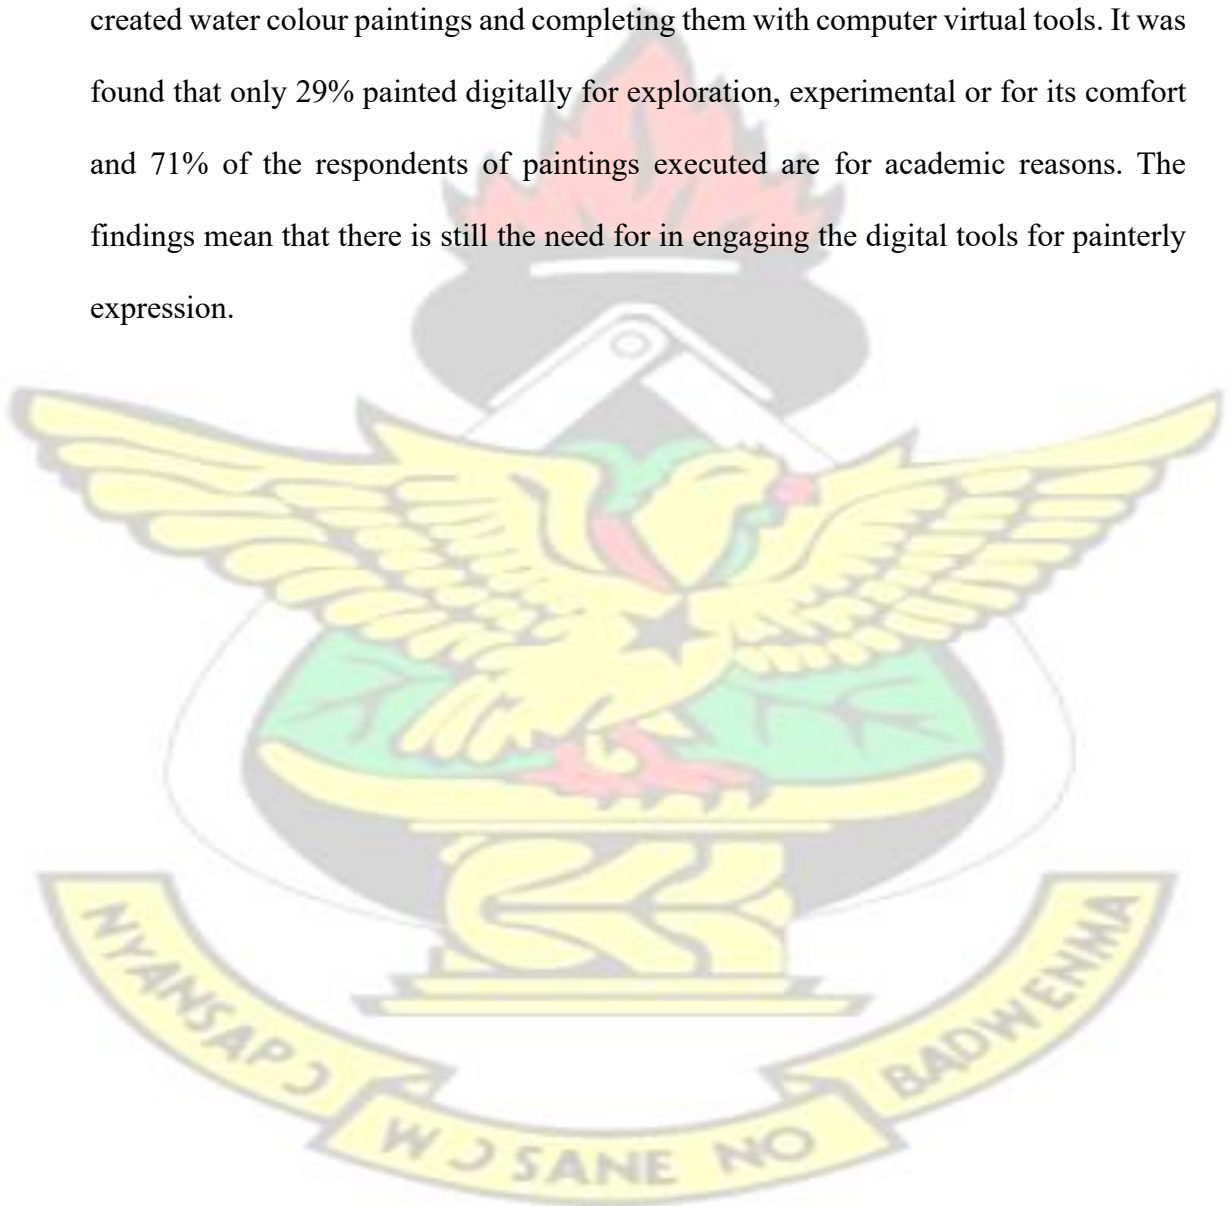 created water colour paintings and completing them with computer virtual tools. It was
found that only 29% painted digitally for exploration, experimental or for its comfort
and 71% of the respondents of paintings executed are for academic reasons. The
findings mean that there is still the need for in engaging the digital tools for painterly
expression.
NYANSAPƆ
WƆ SANE NO
BADWENMA